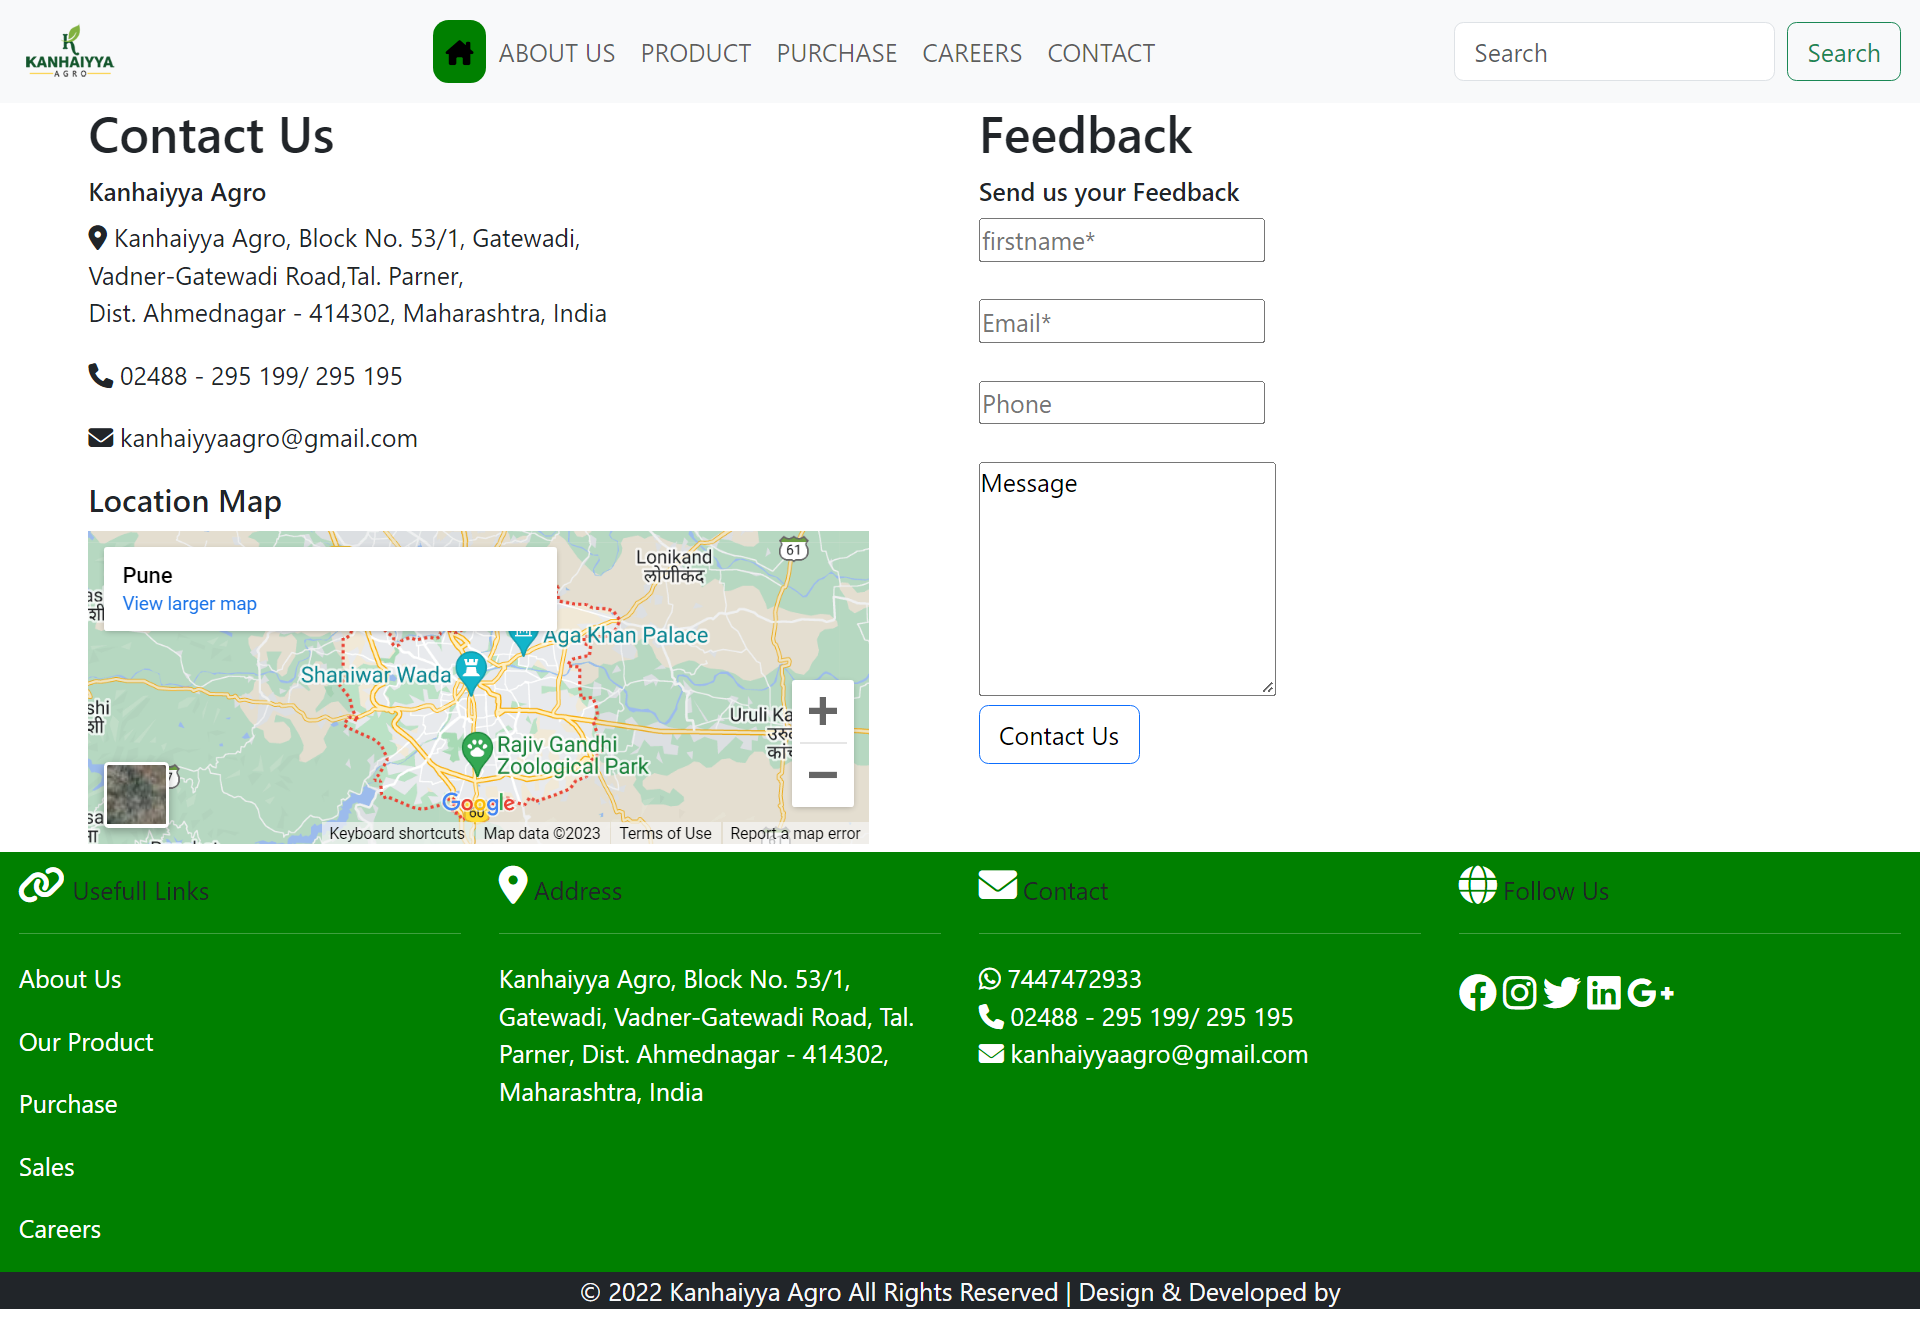 KANHAIYYA
AGRO
ABOUT US
PRODUCT
PURCHASE
CAREERS
CONTACT
Search
Search
Contact Us
Kanhaiyya Agro
Kanhaiyya Agro, Block No. 53/1, Gatewadi,
Vadner-Gatewadi Road,Tal. Parner,
Dist. Ahmednagar - 414302, Maharashtra, India
02488 - 295 199/ 295 195
kanhaiyyaagro@gmail.com
Location Map
Pune
View larger map
Lonikand
लोणीकंद
61
Aga Khan Palace
Shaniwar Wada
Uruli Ka
Rajiv Gandhi
Zoological Park
Google
60
Keyboard shortcuts
Map data ©2023
Terms of Use
Report a map error
Feedback
Send us your Feedback
firstname*
Email*
Phone
Message
Contact Us
Usefull Links
About Us
Our Product
Purchase
Sales
Careers
Address
Kanhaiyya Agro, Block No. 53/1,
Gatewadi, Vadner-Gatewadi Road, Tal.
Parner, Dist. Ahmednagar - 414302,
Maharashtra, India
Contact
7447472933
02488 - 295 199/ 295 195
kanhaiyyaagro@gmail.com
Follow Us
© 2022 Kanhaiyya Agro All Rights Reserved | Design & Developed by